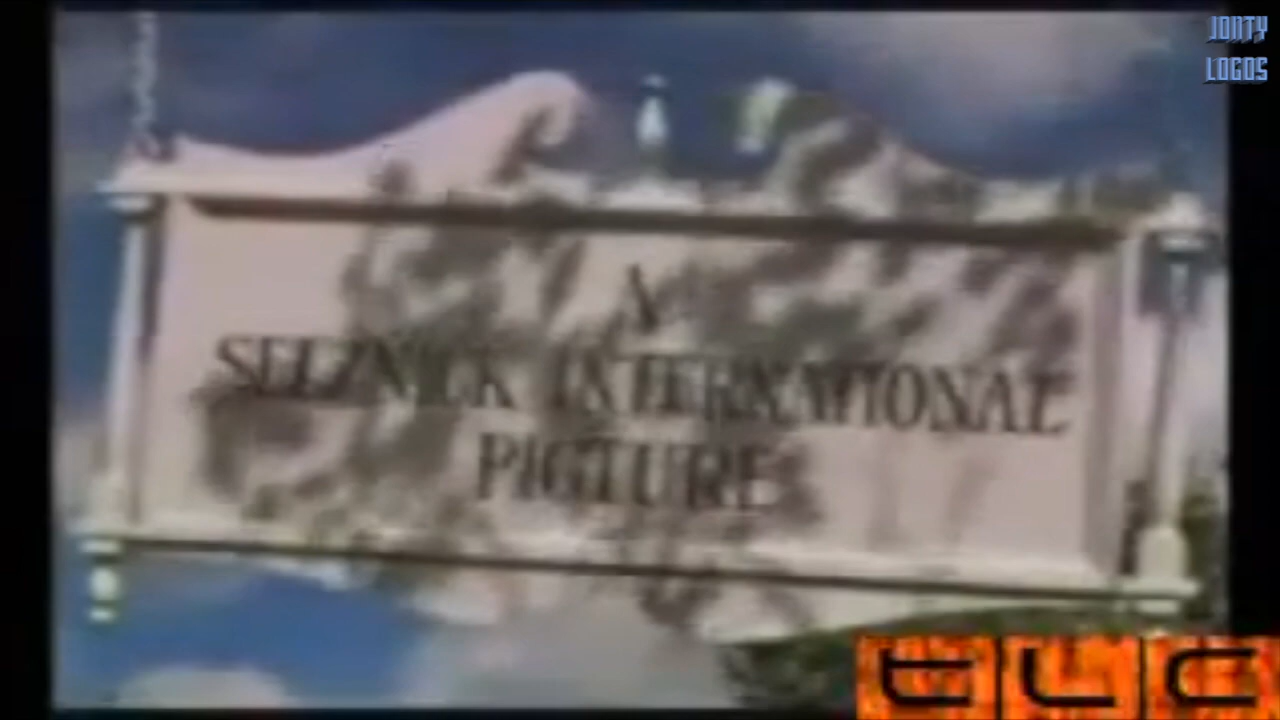 JONTY
LOGOS
A
SELZNICK INTERNATIONAL
PICTURE
TLC